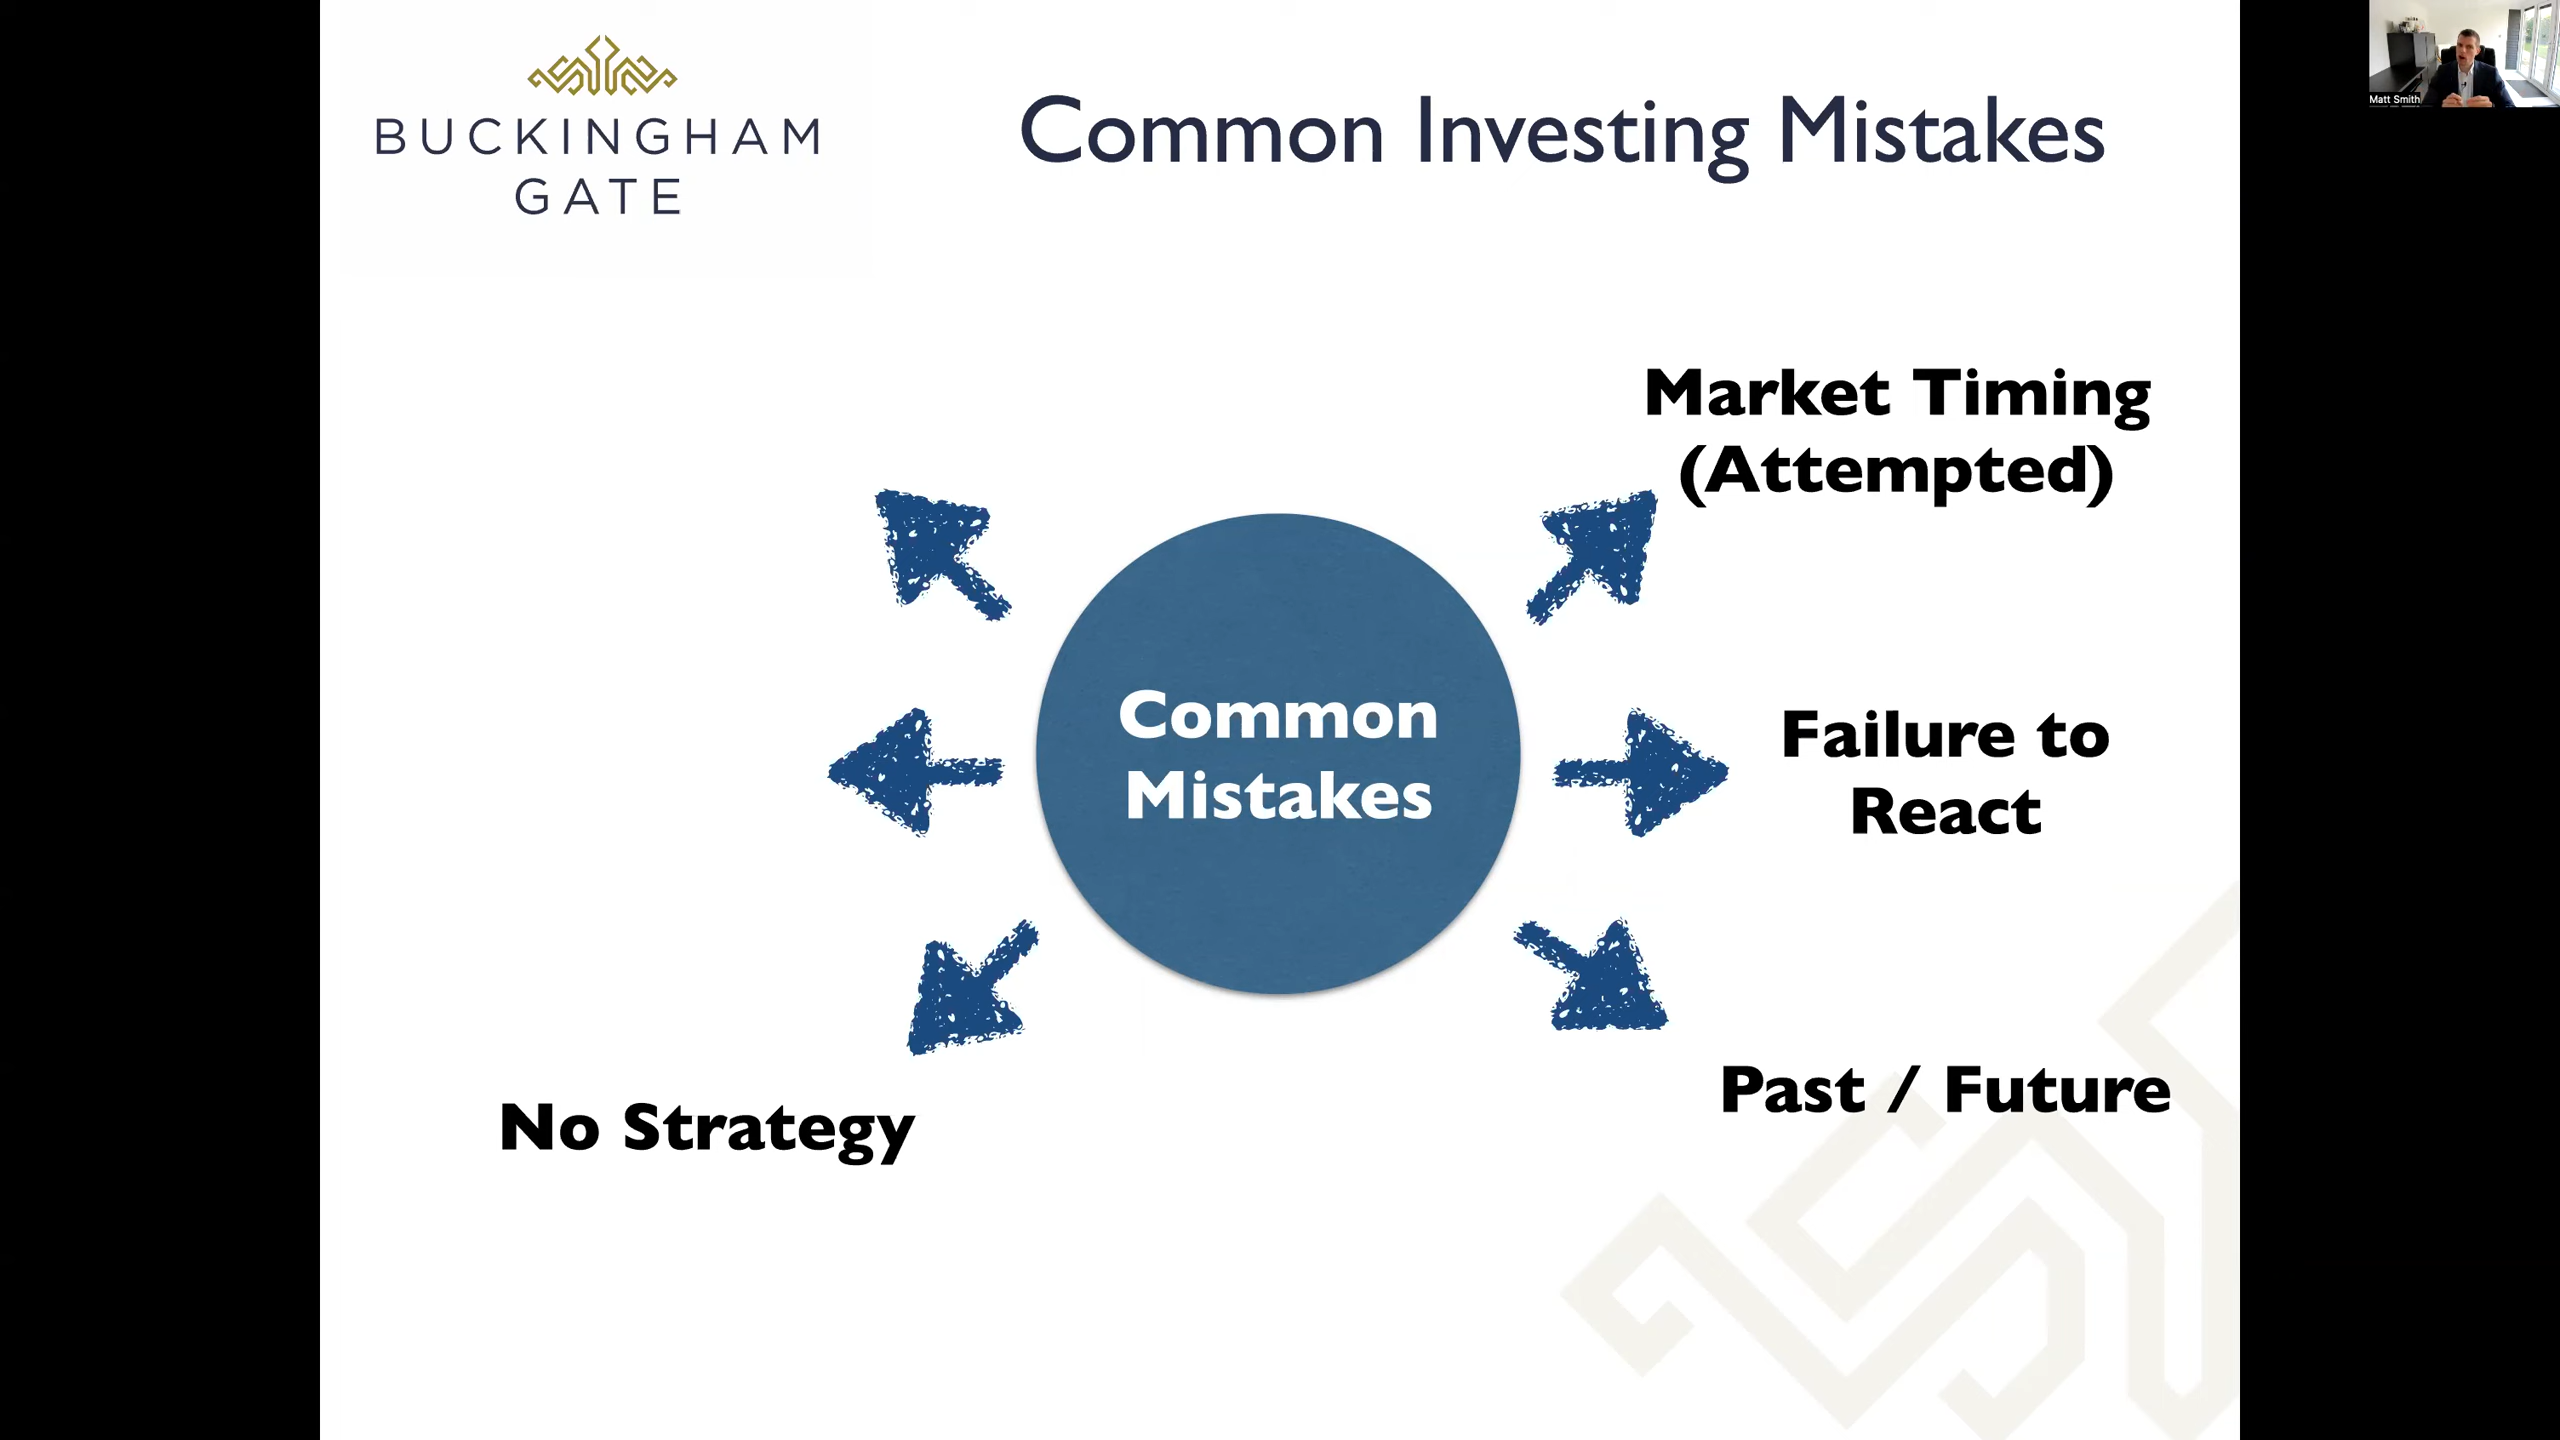 BUCKINGHAM
GATE
Common Investing Mistakes
Matt Smith
Market Timing
(Attempted)
Common
Mistakes
Failure to
React
Past / Future
No Strategy